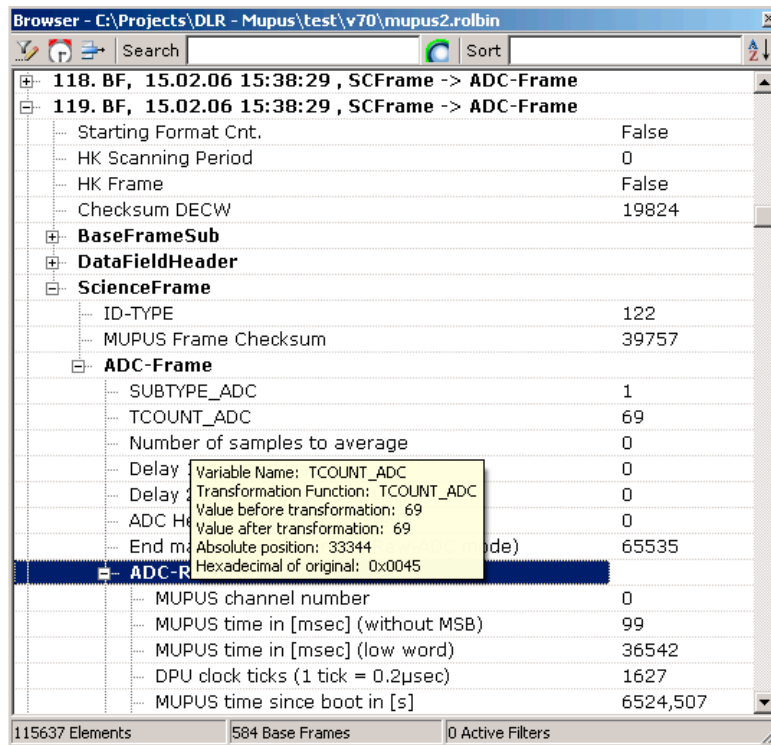 Browser - C:\Projects\DLR - Mupus\test\v70\mupus2.rolbin
Search Sort
118. BF, 15.02.06 15:38:29 , SCFrame -> ADC-Frame
119. BF, 15.02.06 15:38:29 , SCFrame -> ADC-Frame
Starting Format Cnt. False
HK Scanning Period 0
HK Frame False
Checksum DECW 19824
BaseFrameSub
DataFieldHeader
ScienceFrame
ID-TYPE 122
MUPUS Frame Checksum 39757
ADC-Frame
SUBTYPE_ADC 1
TCOUNT_ADC 69
Number of samples to average 0
Delay 0
Delay 0
ADC 0
End 65535
Variable Name: TCOUNT_ADC
Transformation Function: TCOUNT_ADC
Value before transformation: 69
Value after transformation: 69
Absolute position: 33344
Hexadecimal of original: 0x0045
MUPUS channel number 0
MUPUS time in [msec] (without MSB) 99
MUPUS time in [msec] (low word) 36542
DPU clock ticks (1 tick = 0.2µsec) 1627
MUPUS time since boot in [s] 6524,507
115637 Elements 584 Base Frames 0 Active Filters